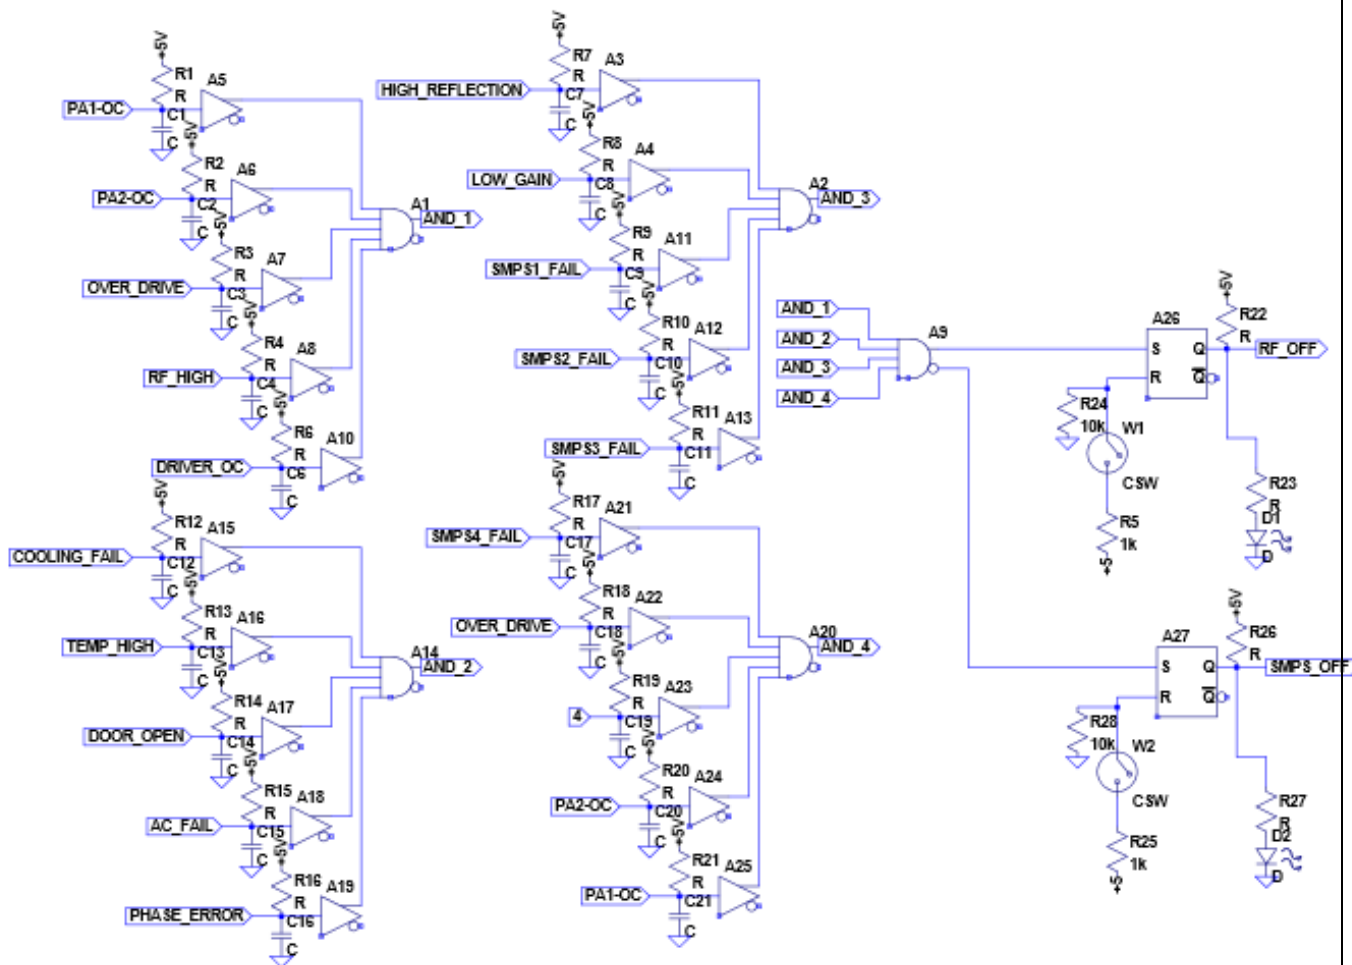 +5V
R1
R
A5
PA1-OC
C1
C
+5V
R2
R
A6
PA2-OC
C2
C
+5V
R3
R
A7
OVER_DRIVE
C3
C
+5V
R4
R
A8
RF_HIGH
C4
C
+5V
R6
R
A10
DRIVER_OC
C6
C
A1
AND_1
+5V
R7
R
A3
HIGH_REFLECTION
C7
C
+5V
R8
R
A4
LOW_GAIN
C8
C
+5V
R9
R
A11
SMPS1_FAIL
C9
C
+5V
R10
R
A12
SMPS2_FAIL
C10
C
+5V
R11
R
A13
SMPS3_FAIL
C11
C
A2
AND_3
+5V
R12
R
A15
COOLING_FAIL
C12
C
+5V
R13
R
A16
TEMP_HIGH
C13
C
+5V
R14
R
A17
DOOR_OPEN
C14
C
+5V
R15
R
A18
AC_FAIL
C15
C
+5V
R16
R
A19
PHASE_ERROR
C16
C
A14
AND_2
+5V
R17
R
A21
SMPS4_FAIL
C17
C
+5V
R18
R
A22
OVER_DRIVE
C18
C
+5V
R19
R
A23
4
C19
C
+5V
R20
R
A24
PA2-OC
C20
C
+5V
R21
R
A25
PA1-OC
C21
C
A20
AND_4
AND_1
AND_2
AND_3
AND_4
A9
A26
S
Q
R
Q
+5V
R22
R
RF_OFF
R24
10k
W1
CSW
R5
1k
+5
R23
R
D1
D
A27
S
Q
R
Q
+5V
R26
R
SMPS_OFF
R28
10k
W2
CSW
R25
1k
+5
R27
R
D2
D